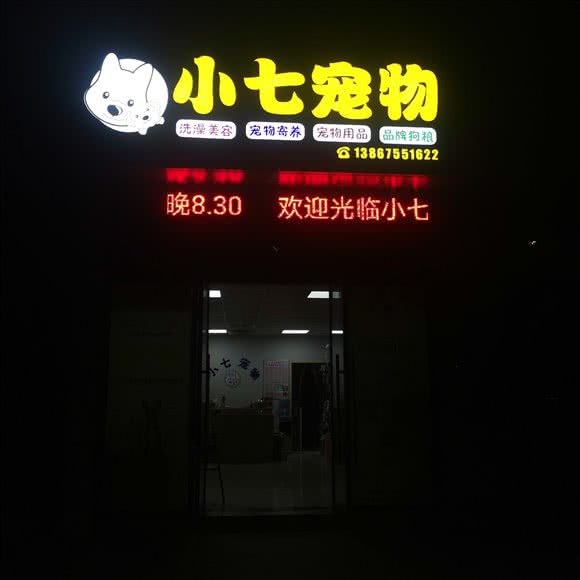 小七宠物
洗澡美容 宠物寄养 宠物用品 品牌狗粮
☎13867551622
晚8.30 欢迎光临小七
小七宠物